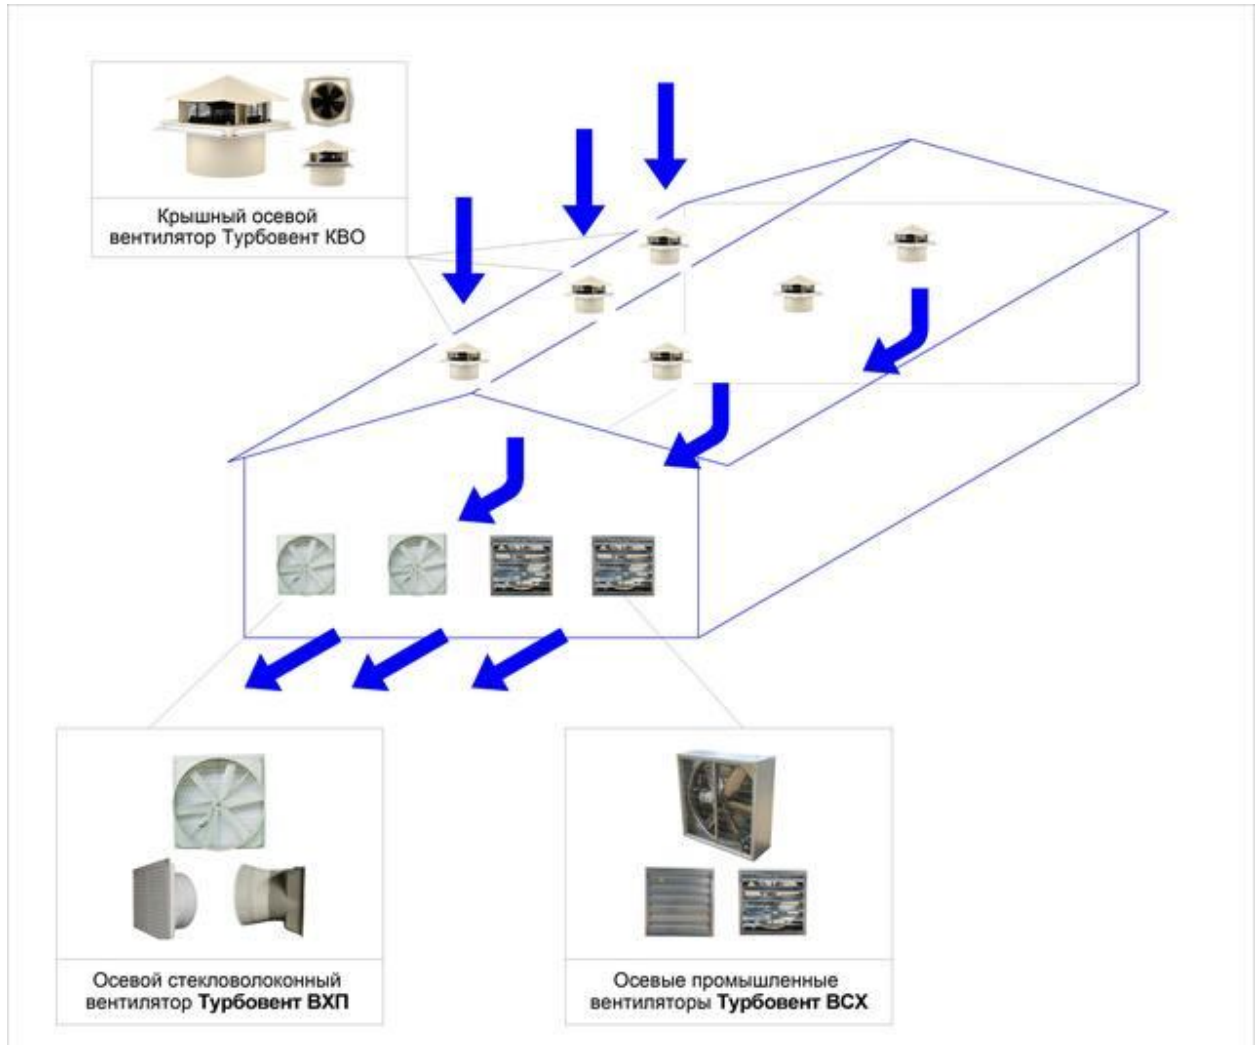 Крышный осевой
вентилятор Турбовент КВО
Осевой стекловолоконный
вентилятор Турбовент ВХП
Осевые промышленные
вентиляторы Турбовент ВСХ